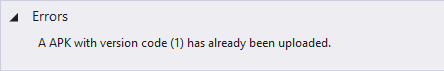 Errors
A APK with version code (1) has already been uploaded.